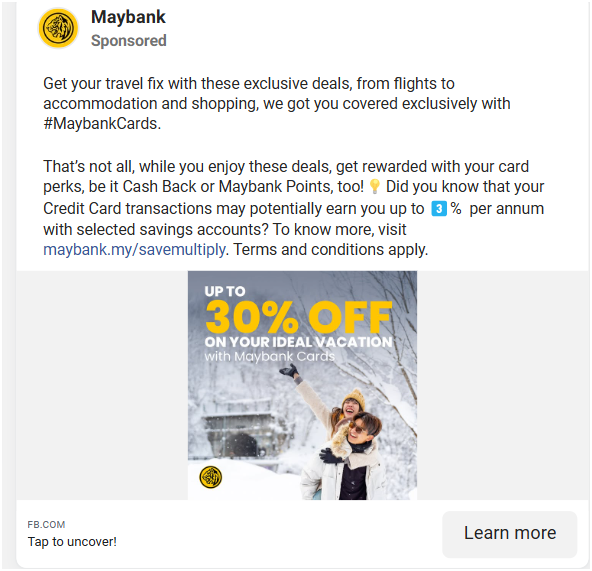 Maybank
Sponsored
Get your travel fix with these exclusive deals, from flights to
accommodation and shopping, we got you covered exclusively with
#MaybankCards.
That’s not all, while you enjoy these deals, get rewarded with your card
perks, be it Cash Back or Maybank Points, too! 💡 Did you know that your
Credit Card transactions may potentially earn you up to 3️⃣% per annum
with selected savings accounts? To know more, visit
maybank.my/savemultiply. Terms and conditions apply.
UP TO
30% OFF
ON YOUR IDEAL VACATION
with Maybank Cards
FB.COM
Tap to uncover!
Learn more